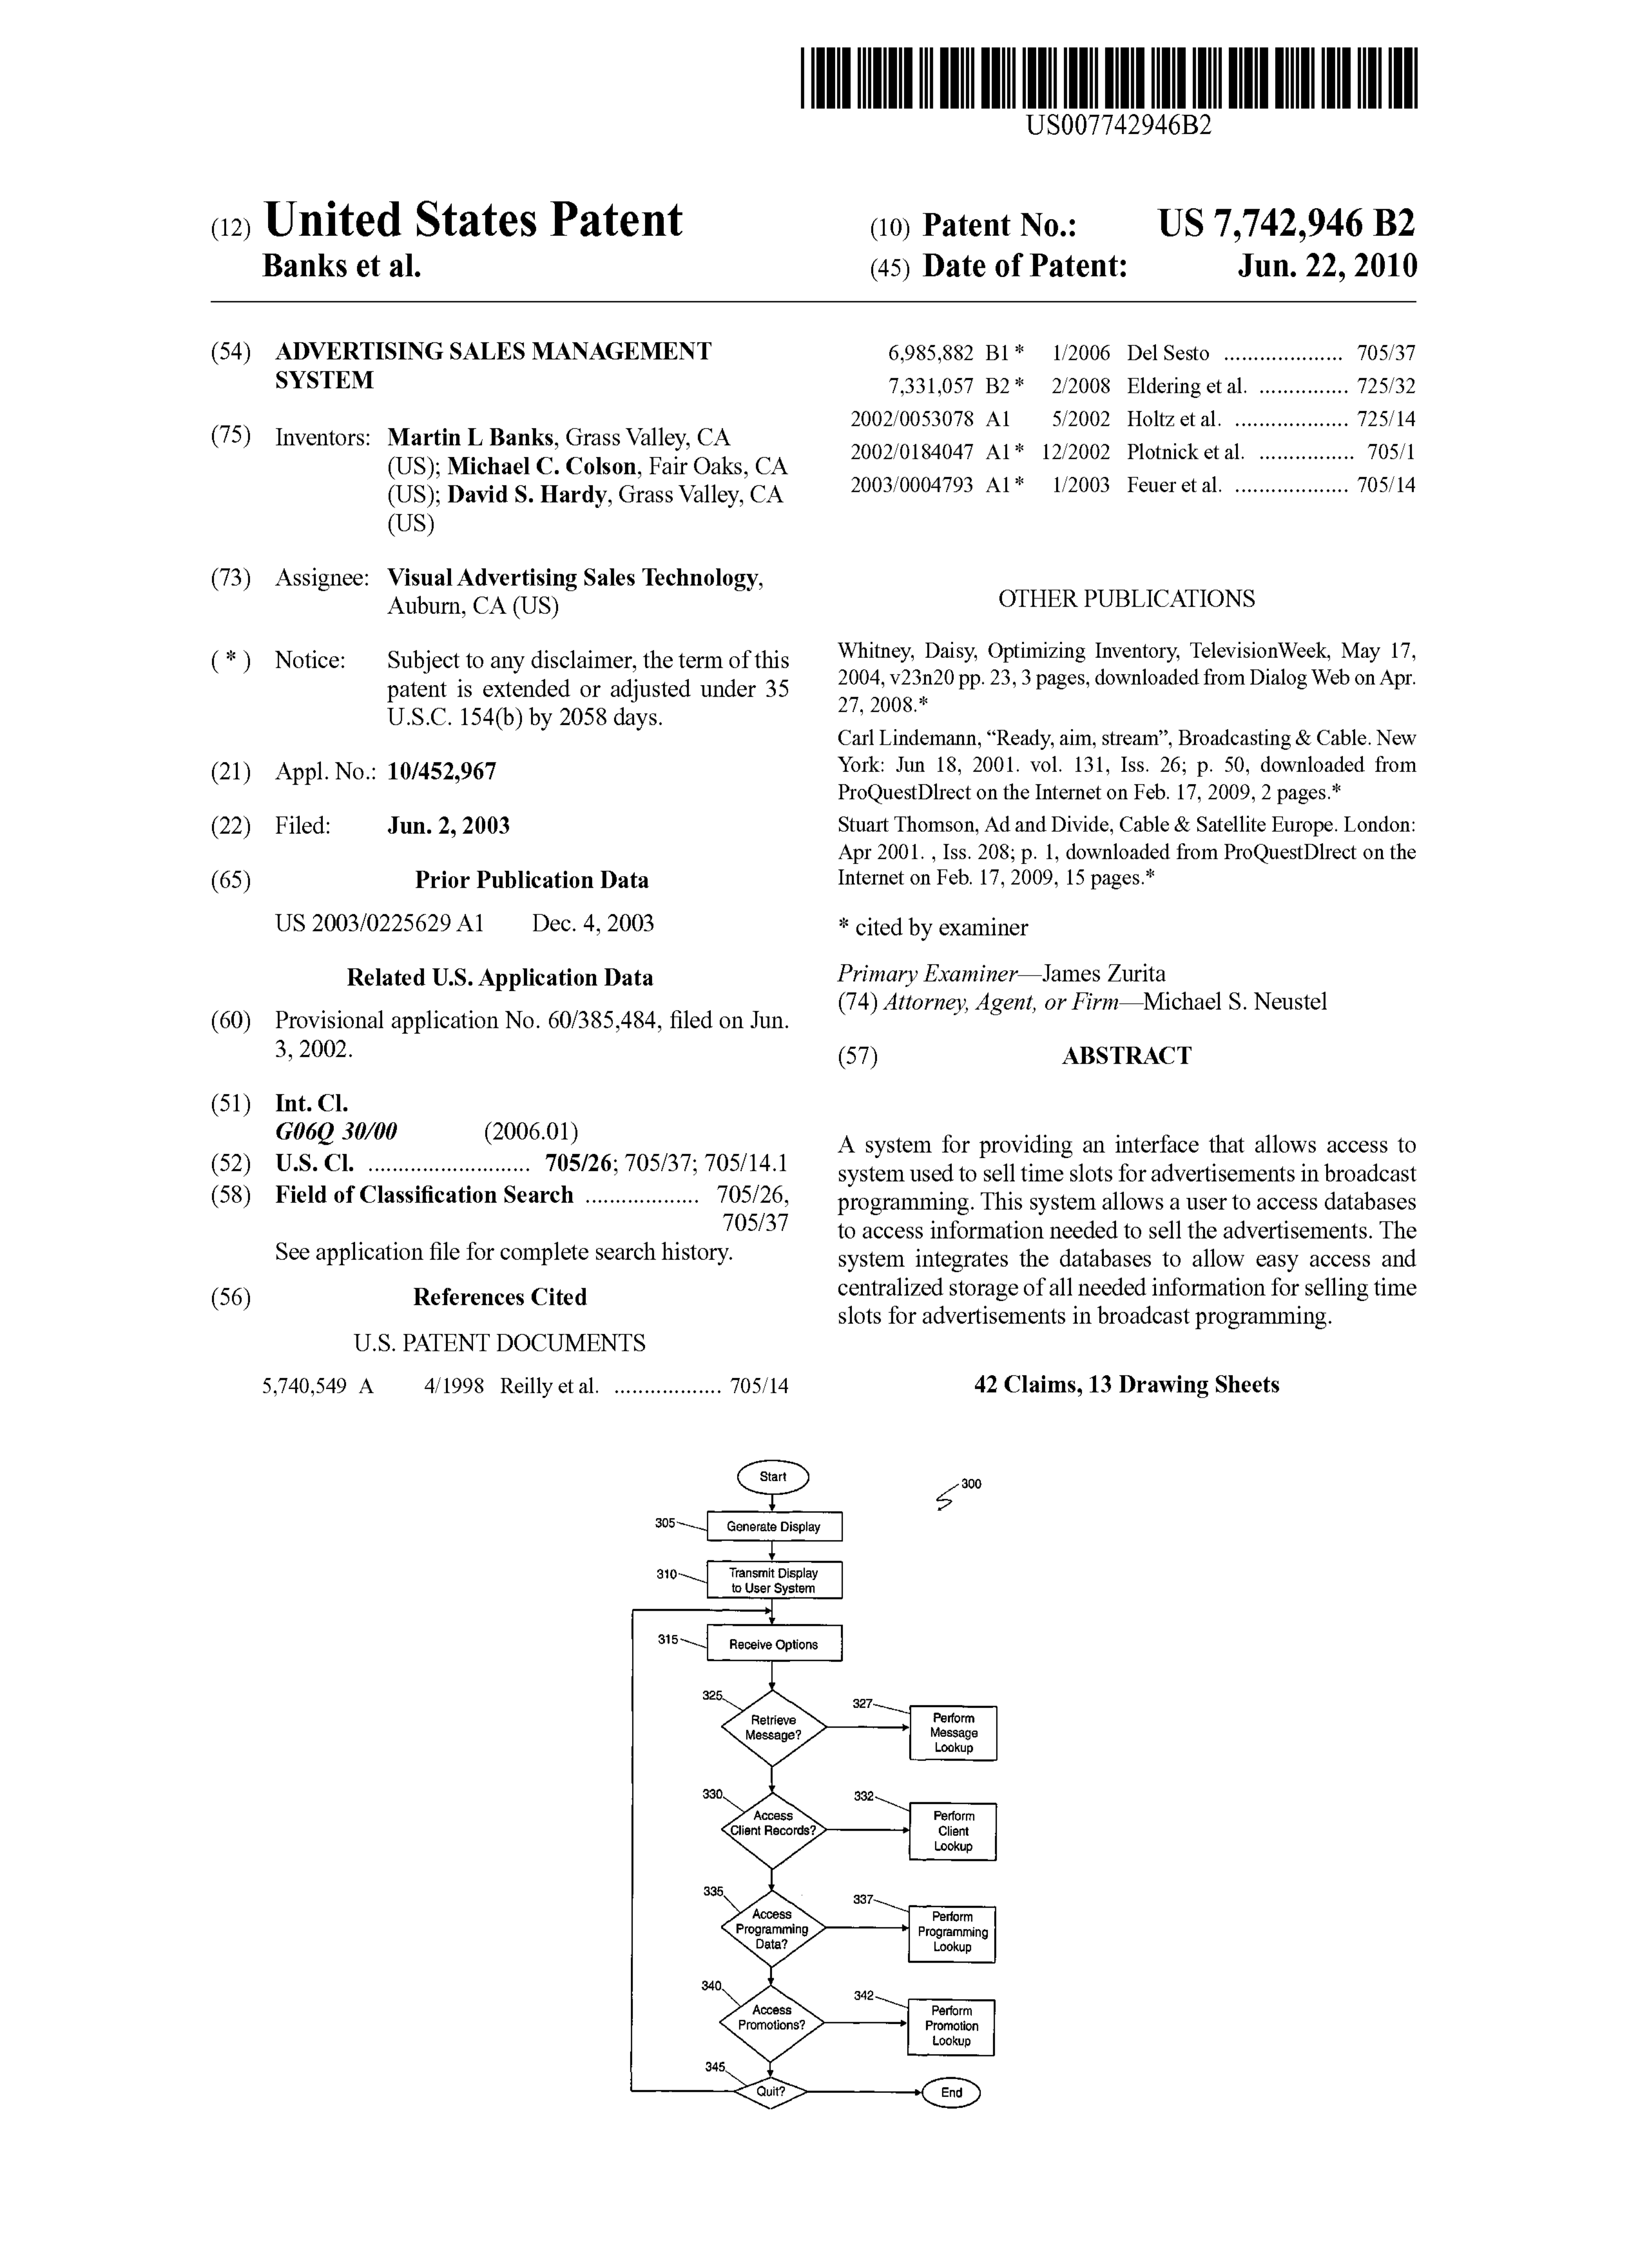 US007742946B2
(12) United States Patent
Banks et al.
(10) Patent No.: US 7,742,946 B2
(45) Date of Patent: Jun. 22, 2010
(54) ADVERTISING SALES MANAGEMENT
SYSTEM
(75) Inventors: Martin L Banks, Grass Valley, CA
(US); Michael C. Colson, Fair Oaks, CA
(US); David S. Hardy, Grass Valley, CA
(US)
(73) Assignee: Visual Advertising Sales Technology,
Auburn, CA (US)
( * ) Notice: Subject to any disclaimer, the term of this
patent is extended or adjusted under 35
U.S.C. 154(b) by 2058 days.
(21) Appl. No.: 10/452,967
(22) Filed: Jun. 2, 2003
(65) Prior Publication Data
US 2003/0225629 A1 Dec. 4, 2003
Related U.S. Application Data
(60) Provisional application No. 60/385,484, filed on Jun.
3, 2002.
(51) Int. Cl.
G06Q 30/00 (2006.01)
(52) U.S. Cl. ........................... 705/26; 705/37; 705/14.1
(58) Field of Classification Search ................... 705/26,
705/37
See application file for complete search history.
(56) References Cited
U.S. PATENT DOCUMENTS
5,740,549 A 4/1998 Reilly et al. .................. 705/14
6,985,882 B1 * 1/2006 Del Sesto .................... 705/37
7,331,057 B2 * 2/2008 Eldering et al. ............... 725/32
2002/0053078 A1 5/2002 Holtz et al. ................... 725/14
2002/0184047 A1 * 12/2002 Plotnick et al. ................ 705/1
2003/0004793 A1 * 1/2003 Feuer et al. ................... 705/14
OTHER PUBLICATIONS
Whitney, Daisy, Optimizing Inventory, TelevisionWeek, May 17,
2004, v23n20 pp. 23, 3 pages, downloaded from Dialog Web on Apr.
27, 2008.*
Carl Lindemann, “Ready, aim, stream”, Broadcasting & Cable. New
York: Jun 18, 2001. vol. 131, Iss. 26; p. 50, downloaded from
ProQuestDlrect on the Internet on Feb. 17, 2009, 2 pages.*
Stuart Thomson, Ad and Divide, Cable & Satellite Europe. London:
Apr 2001. , Iss. 208; p. 1, downloaded from ProQuestDlrect on the
Internet on Feb. 17, 2009, 15 pages.*
* cited by examiner
Primary Examiner—James Zurita
(74) Attorney, Agent, or Firm—Michael S. Neustel
(57) ABSTRACT
A system for providing an interface that allows access to
system used to sell time slots for advertisements in broadcast
programming. This system allows a user to access databases
to access information needed to sell the advertisements. The
system integrates the databases to allow easy access and
centralized storage of all needed information for selling time
slots for advertisements in broadcast programming.
42 Claims, 13 Drawing Sheets
Start
300
305
Generate Display
310
Transmit Display
to User System
315
Receive Options
325
Retrieve
Message?
327
Perform
Message
Lookup
330
Access
Client Records?
332
Perform
Client
Lookup
335
Access
Programming
Data?
337
Perform
Programming
Lookup
340
Access
Promotions?
342
Perform
Promotion
Lookup
345
Quit?
End